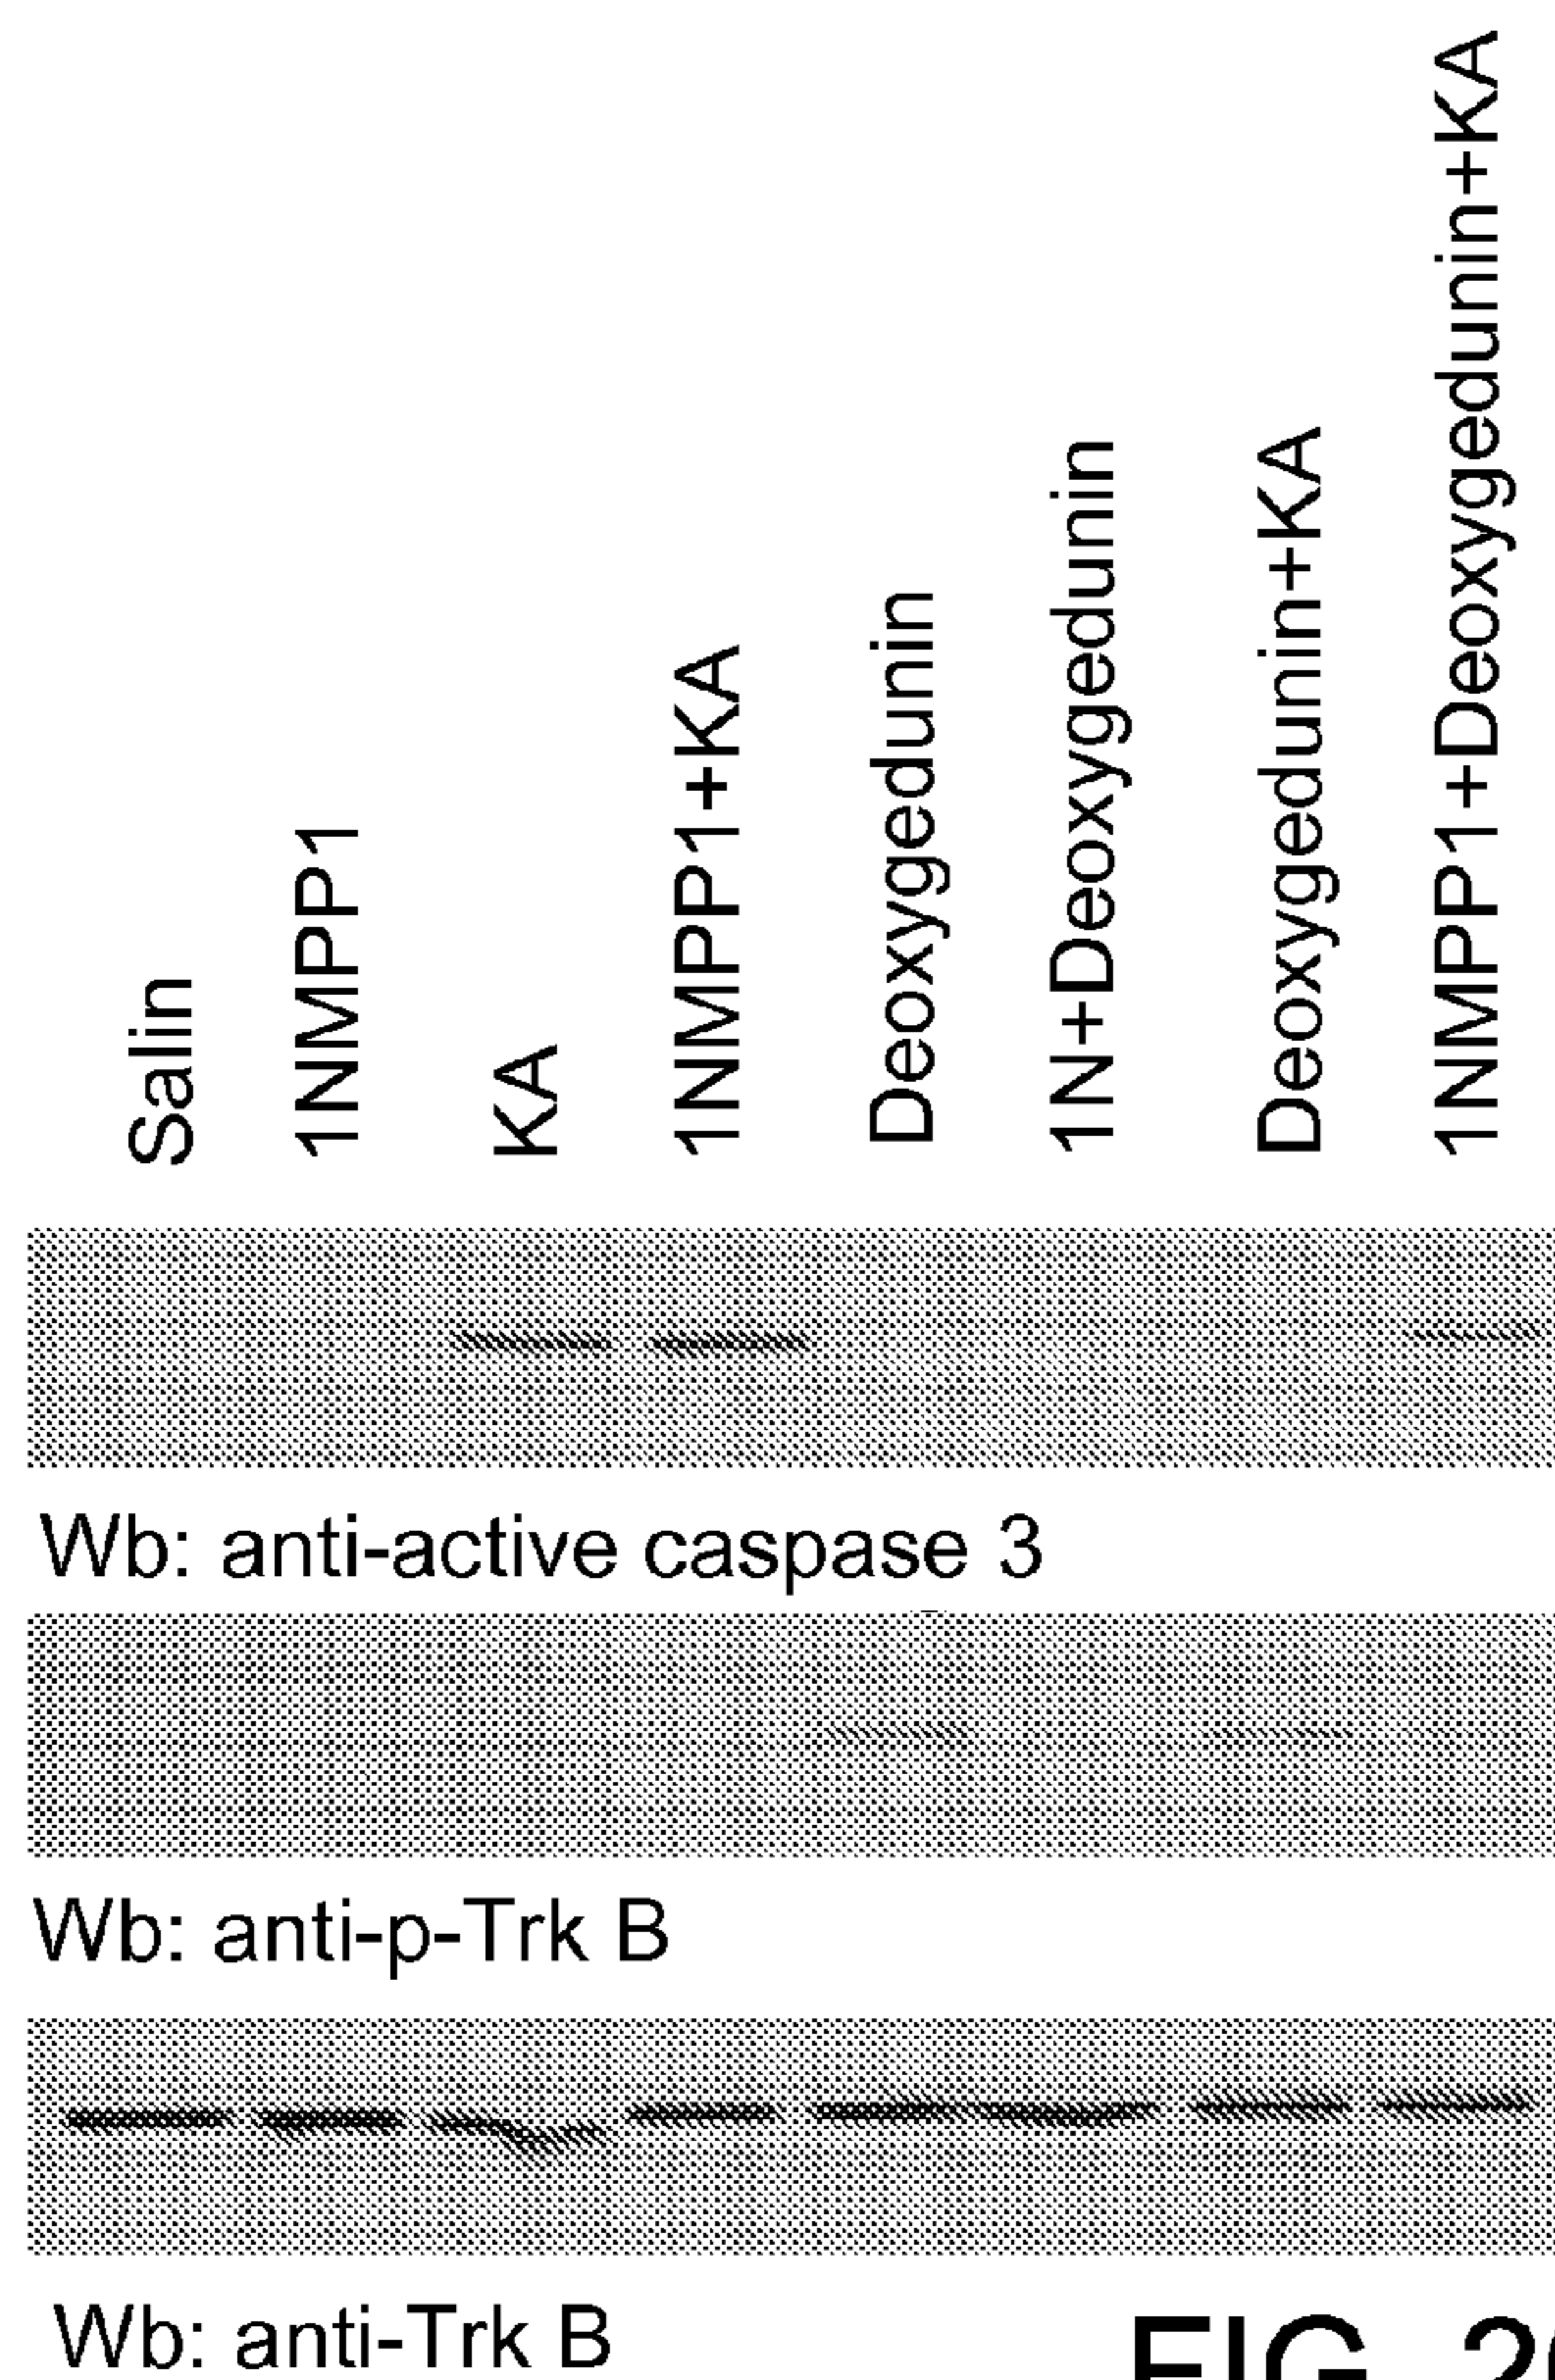 Salin
1NMPP1
KA
1NMPP1+KA
Deoxygedunin
1N+Deoxygedunin
Deoxygedunin+KA
1NMPP1+Deoxygedunin+KA
Wb: anti-active caspase 3
Wb: anti-p-Trk B
Wb: anti-Trk B
FIG.